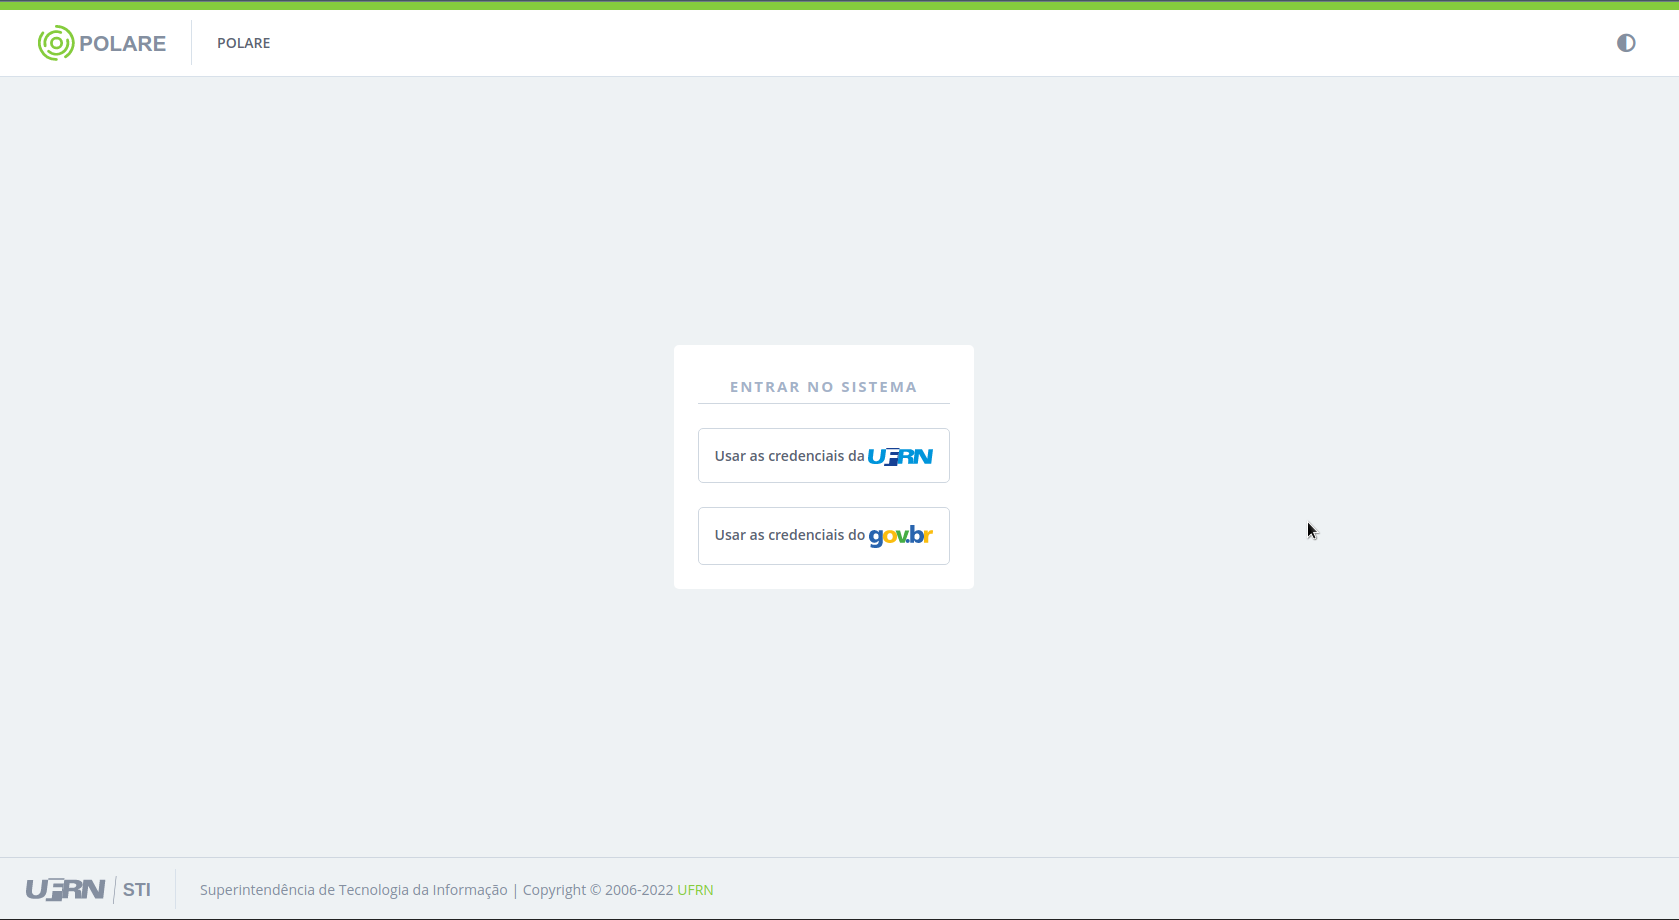 POLARE
POLARE
ENTRAR NO SISTEMA
Usar as credenciais da UFRN
Usar as credenciais do gov.br
UFRN / STI
Superintendência de Tecnologia da Informação | Copyright © 2006-2022 UFRN